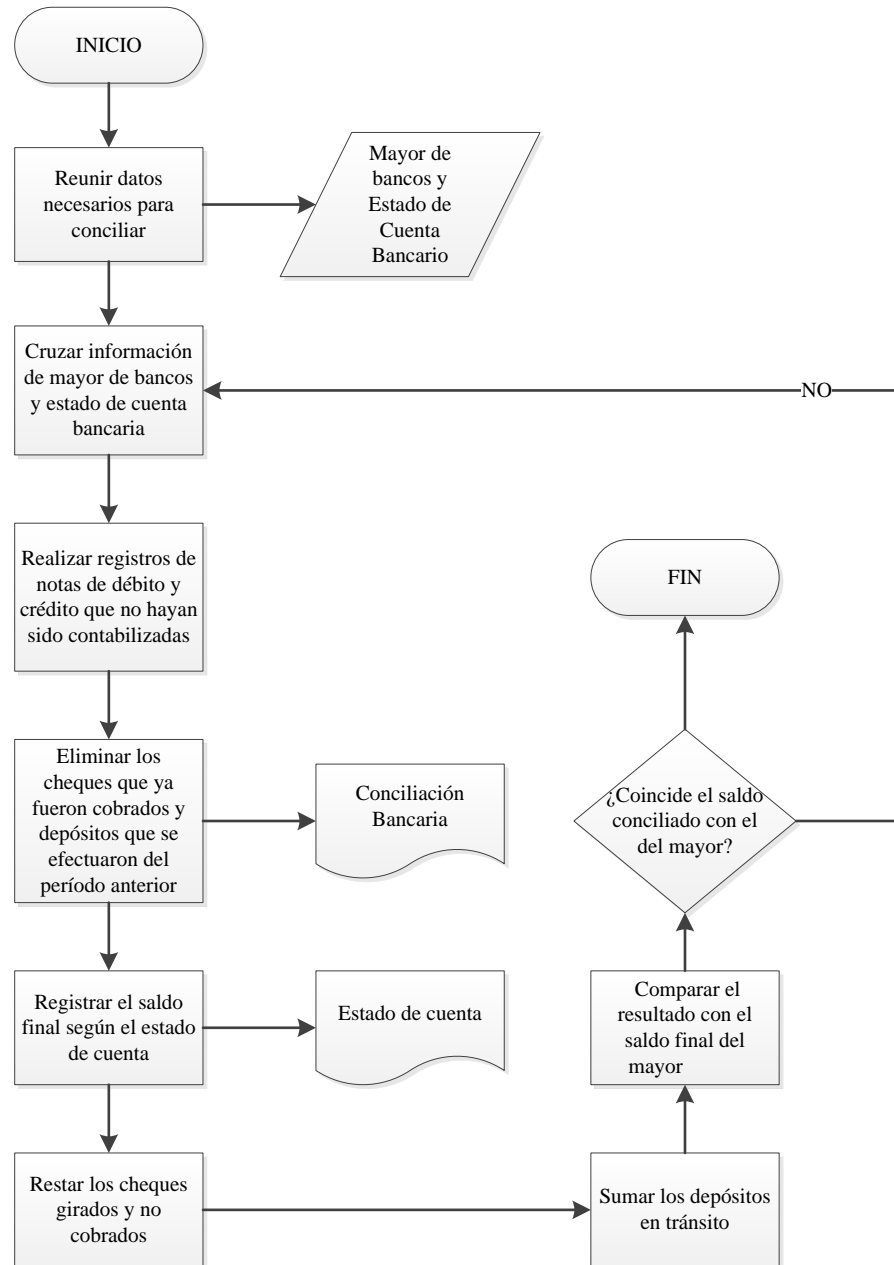 INICIO
Reunir datos
necesarios para
conciliar
Mayor de
bancos y
Estado de
Cuenta
Bancario
Cruzar información
de mayor de bancos
y estado de cuenta
bancaria
NO
Realizar registros de
notas de débito y
crédito que no hayan
sido contabilizadas
Eliminar los
cheques que ya
fueron cobrados y
depósitos que se
efectuaron del
período anterior
Conciliación
Bancaria
Registrar el saldo
final según el estado
de cuenta
Estado de cuenta
Restar los cheques
girados y no
cobrados
Sumar los depósitos
en tránsito
Comparar el
resultado con el
saldo final del
mayor
¿Coincide el saldo
conciliado con el
del mayor?
FIN